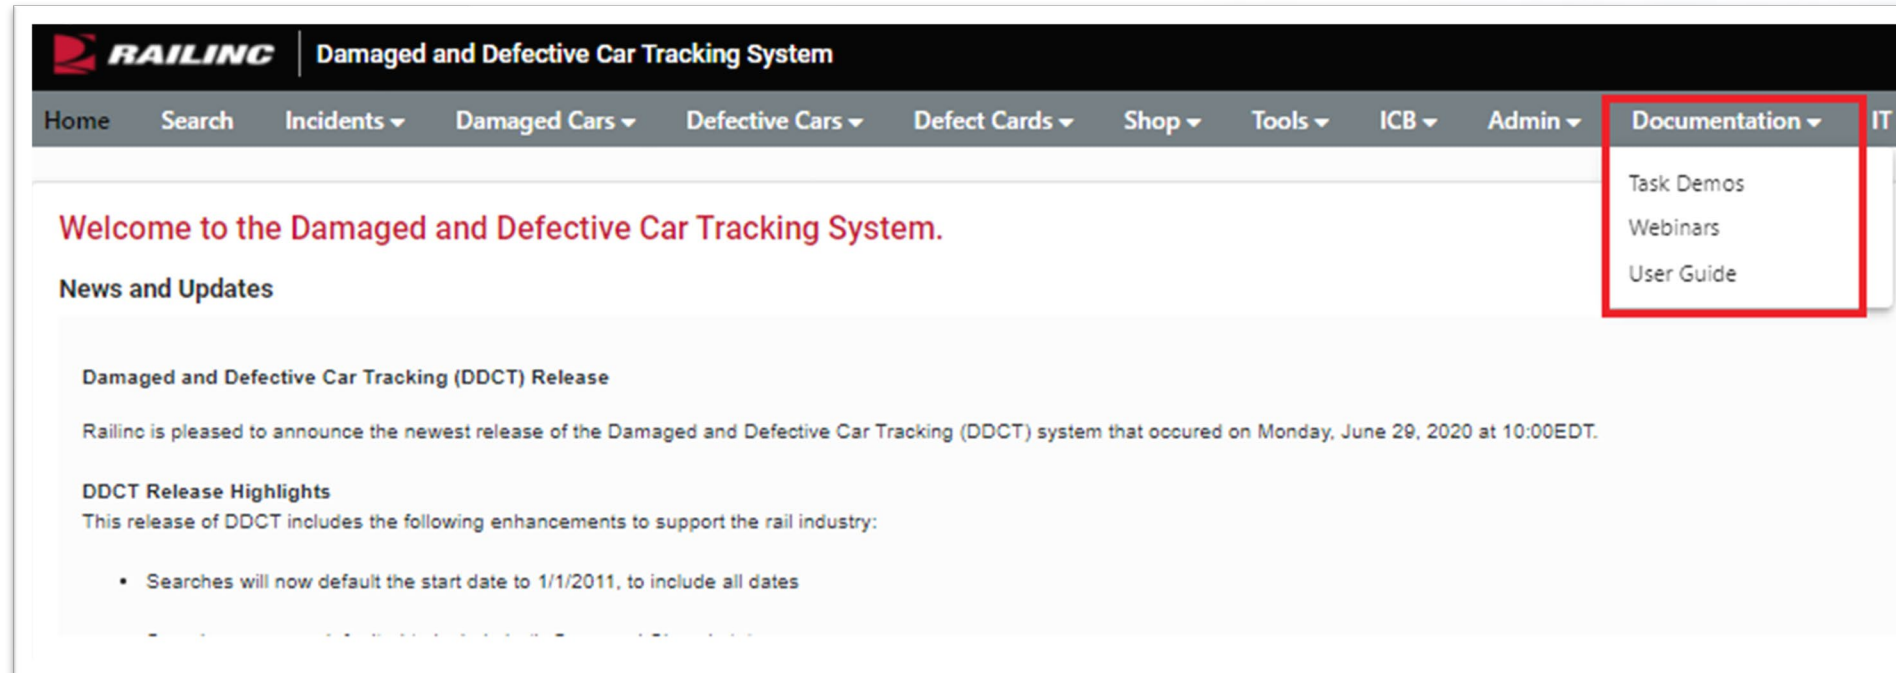 RAILINC Damaged and Defective Car Tracking System
Home Search Incidents Damaged Cars Defective Cars Defect Cards Shop Tools ICB Admin Documentation IT
Task Demos
Webinars
User Guide
Welcome to the Damaged and Defective Car Tracking System.
News and Updates
Damaged and Defective Car Tracking (DDCT) Release
Railinc is pleased to announce the newest release of the Damaged and Defective Car Tracking (DDCT) system that occured on Monday, June 29, 2020 at 10:00EDT.
DDCT Release Highlights
This release of DDCT includes the following enhancements to support the rail industry:
• Searches will now default the start date to 1/1/2011, to include all dates